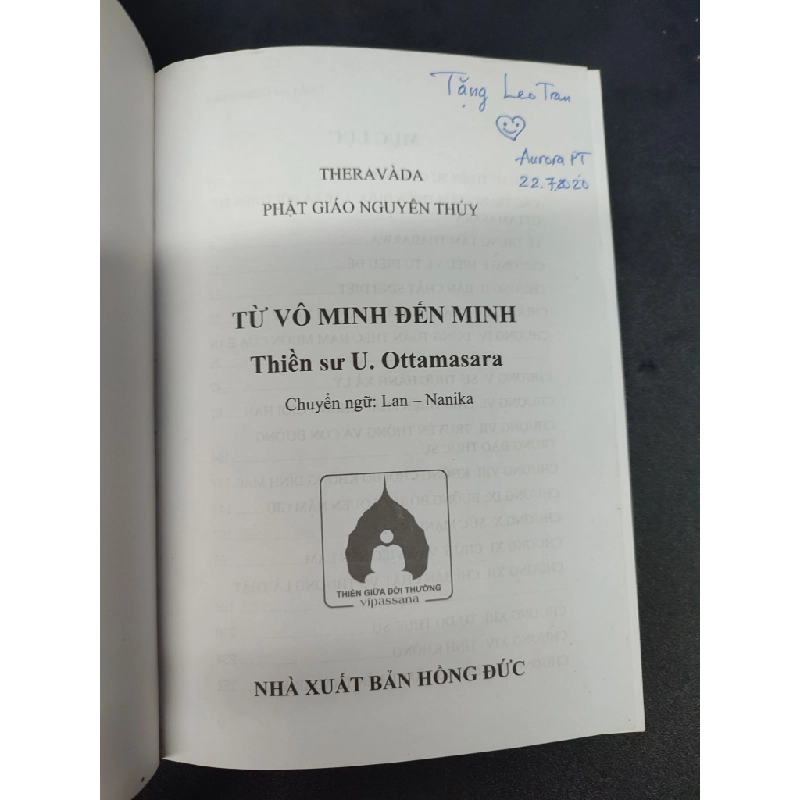 Tặng Leo Tran
Aurora PT
22.7.2020
THERAVÀDA
PHẬT GIÁO NGUYÊN THỦY
TỪ VÔ MINH ĐẾN MINH
Thiền sư U. Ottamasara
Chuyển ngữ: Lan – Nanika
THIỀN GIỮA ĐỜI THƯỜNG
vipassana
NHÀ XUẤT BẢN HỒNG ĐỨC